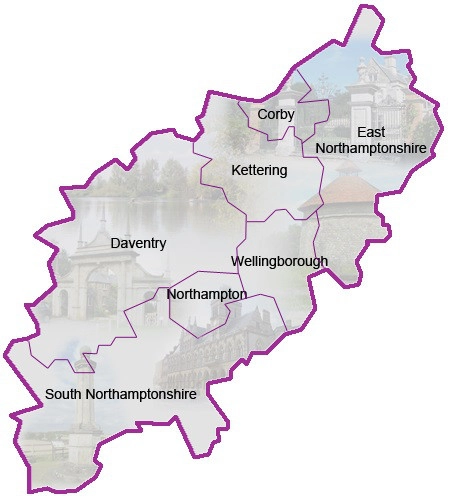 Corby
East
Northamptonshire
Kettering
Daventry
Wellingborough
Northampton
South Northamptonshire